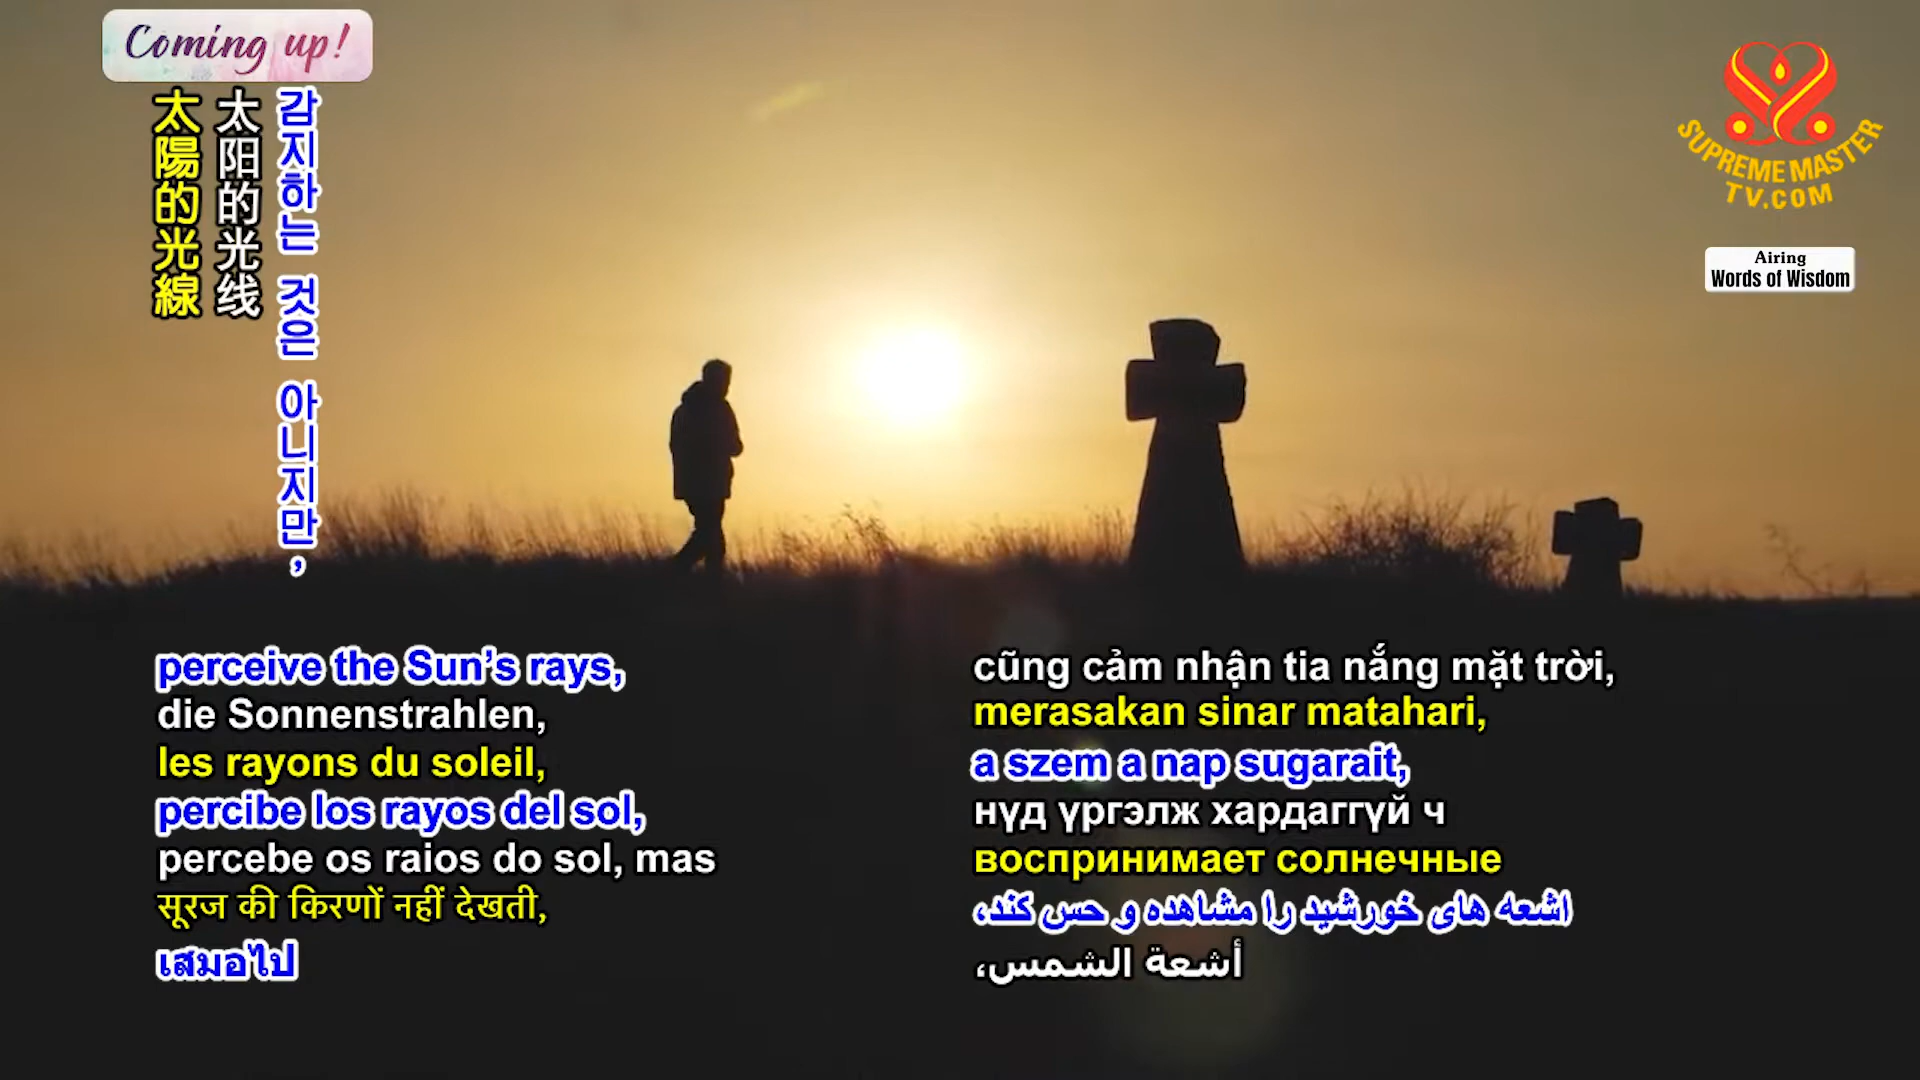 Coming up!
太陽的光線
太阳的光线
감지하는 것은 아니지만,
SUPREME MASTER
TV.COM
Airing
Words of Wisdom
perceive the Sun’s rays,
die Sonnenstrahlen,
les rayons du soleil,
percibe los rayos del sol,
percebe os raios do sol, mas
सूरज की किरणों नहीं देखती,
เสมอไป
cũng cảm nhận tia nắng mặt trời,
merasakan sinar matahari,
a szem a nap sugarait,
нүд үргэлж хардаггүй ч
воспринимает солнечные
اشعه های خورشید را مشاهده و حس کند،
أشعة الشمس،